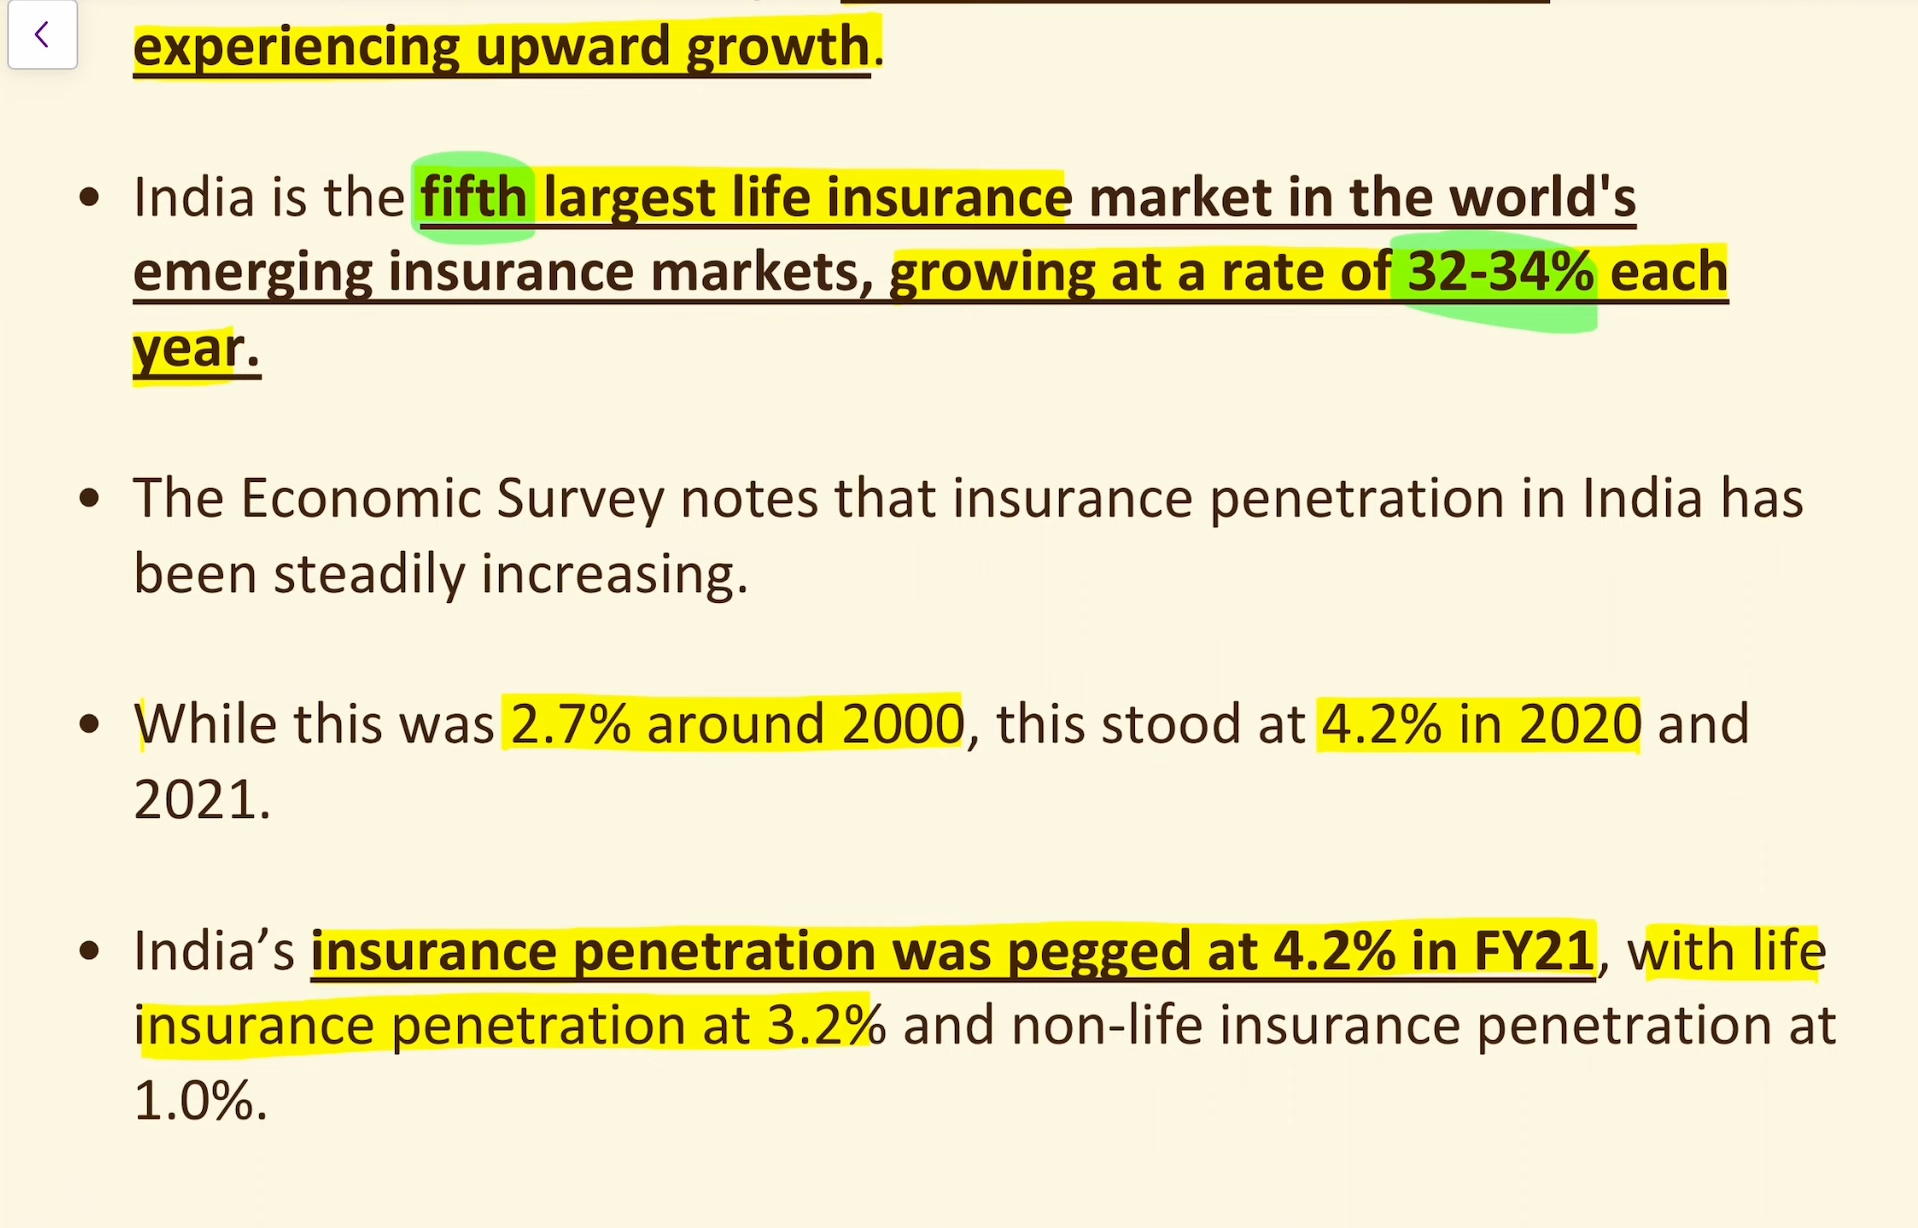 experiencing upward growth.
• India is the fifth largest life insurance market in the world's
emerging insurance markets, growing at a rate of 32-34% each
year.
• The Economic Survey notes that insurance penetration in India has
been steadily increasing.
• While this was 2.7% around 2000, this stood at 4.2% in 2020 and
2021.
• India’s insurance penetration was pegged at 4.2% in FY21, with life
insurance penetration at 3.2% and non-life insurance penetration at
1.0%.